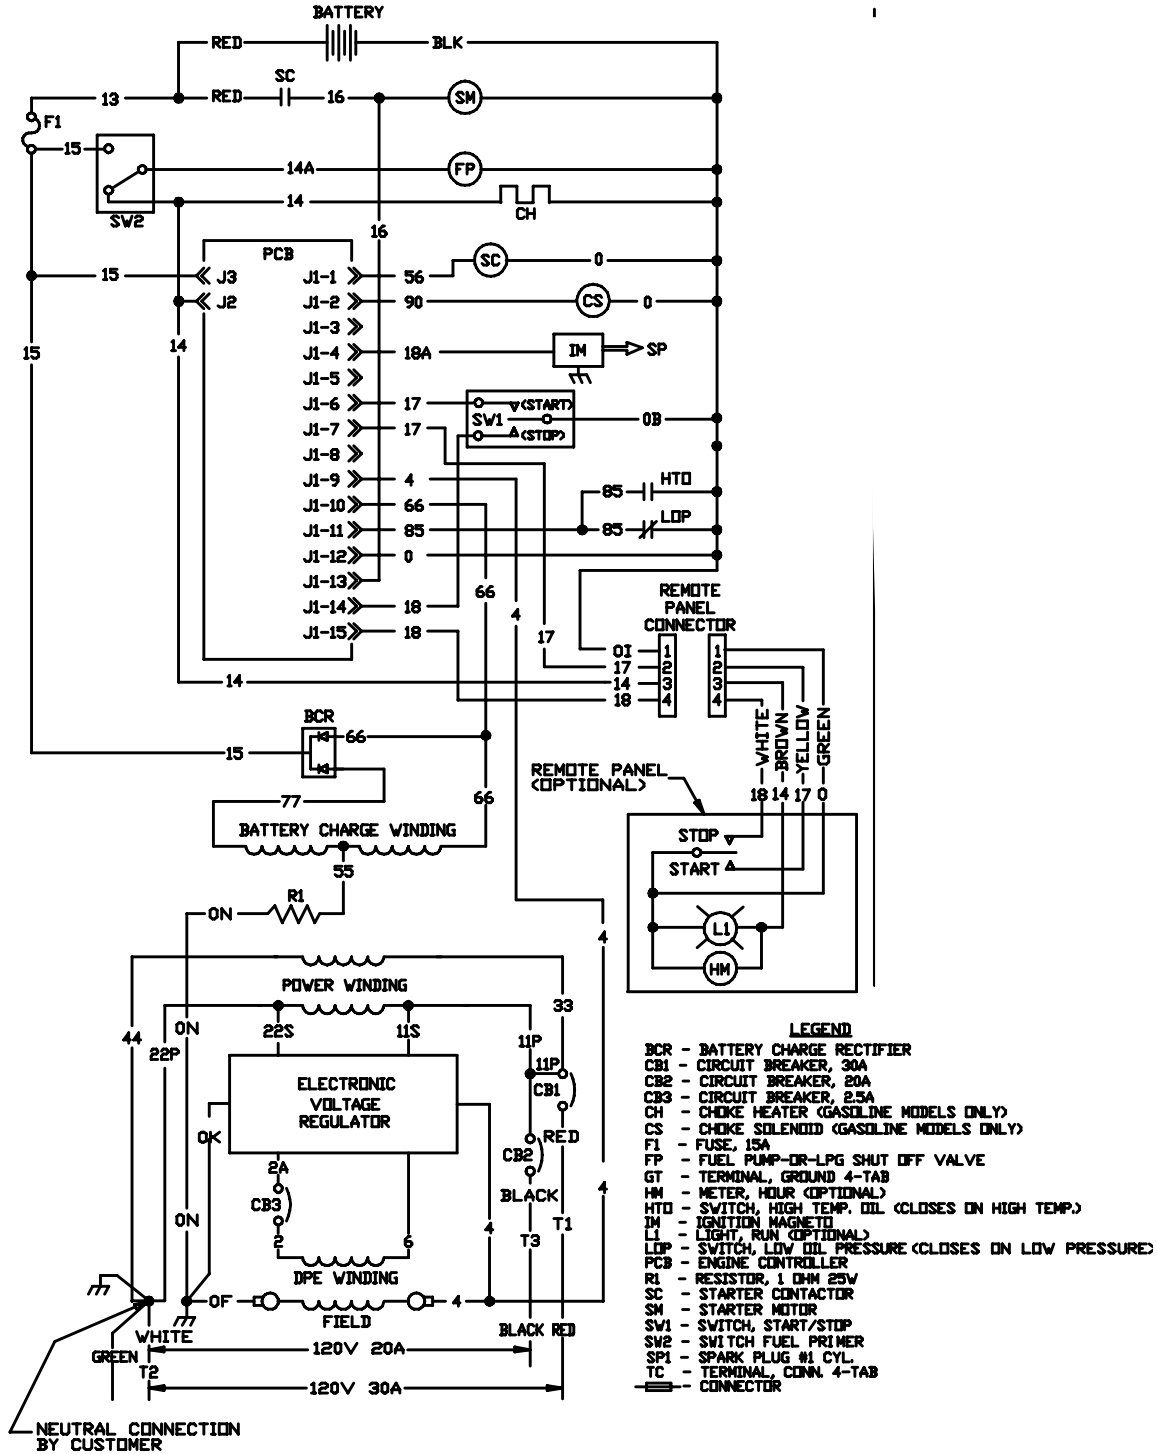 BATTERY
RED
BLK
SC
13
RED
16
SM
F1
15
14A
FP
14
CH
SW2
16
PCB
15
J3
J1-1
56
SC
0
J2
J1-2
90
CS
0
J1-3
15
14
J1-4
18A
IM
SP
J1-5
J1-6
17
(START)
SW1
0B
J1-7
17
(STOP)
J1-8
J1-9
4
HTO
85
J1-10
66
LOP
J1-11
85
85
J1-12
0
J1-13
66
REMOTE
PANEL
CONNECTOR
J1-14
18
4
J1-15
18
17
OI
1
1
17
2
2
14
14
3
3
18
4
4
WHITE
BROWN
YELLOW
GREEN
BCR
66
15
REMOTE PANEL
(OPTIONAL)
18
14
17
0
77
66
BATTERY CHARGE WINDING
STOP
START
55
R1
ON
L1
4
HM
POWER WINDING
33
44
22P
ON
22S
11S
11P
11P
CB1
ELECTRONIC
VOLTAGE
REGULATOR
OK
RED
CB2
2A
CB3
BLACK
4
ON
2
6
4
T1
T3
DPE WINDING
OF
4
FIELD
WHITE
BLACK
RED
GREEN
120V 20A
T2
120V 30A
NEUTRAL CONNECTION
BY CUSTOMER
LEGEND
BCR - BATTERY CHARGE RECTIFIER
CB1 - CIRCUIT BREAKER, 30A
CB2 - CIRCUIT BREAKER, 20A
CB3 - CIRCUIT BREAKER, 2.5A
CH - CHOKE HEATER (GASOLINE MODELS ONLY)
CS - CHOKE SOLENOID (GASOLINE MODELS ONLY)
F1 - FUSE, 15A
FP - FUEL PUMP-OR-LPG SHUT OFF VALVE
GT - TERMINAL, GROUND 4-TAB
HM - METER, HOUR (OPTIONAL)
HTO - SWITCH, HIGH TEMP. OIL (CLOSES ON HIGH TEMP.)
IM - IGNITION MAGNETO
L1 - LIGHT, RUN (OPTIONAL)
LOP - SWITCH, LOW OIL PRESSURE (CLOSES ON LOW PRESSURE)
PCB - ENGINE CONTROLLER
R1 - RESISTOR, 1 OHM 25W
SC - STARTER CONTACTOR
SM - STARTER MOTOR
SW1 - SWITCH, START/STOP
SW2 - SWITCH FUEL PRIMER
SP1 - SPARK PLUG #1 CYL.
TC - TERMINAL, CONN. 4-TAB
- CONNECTOR